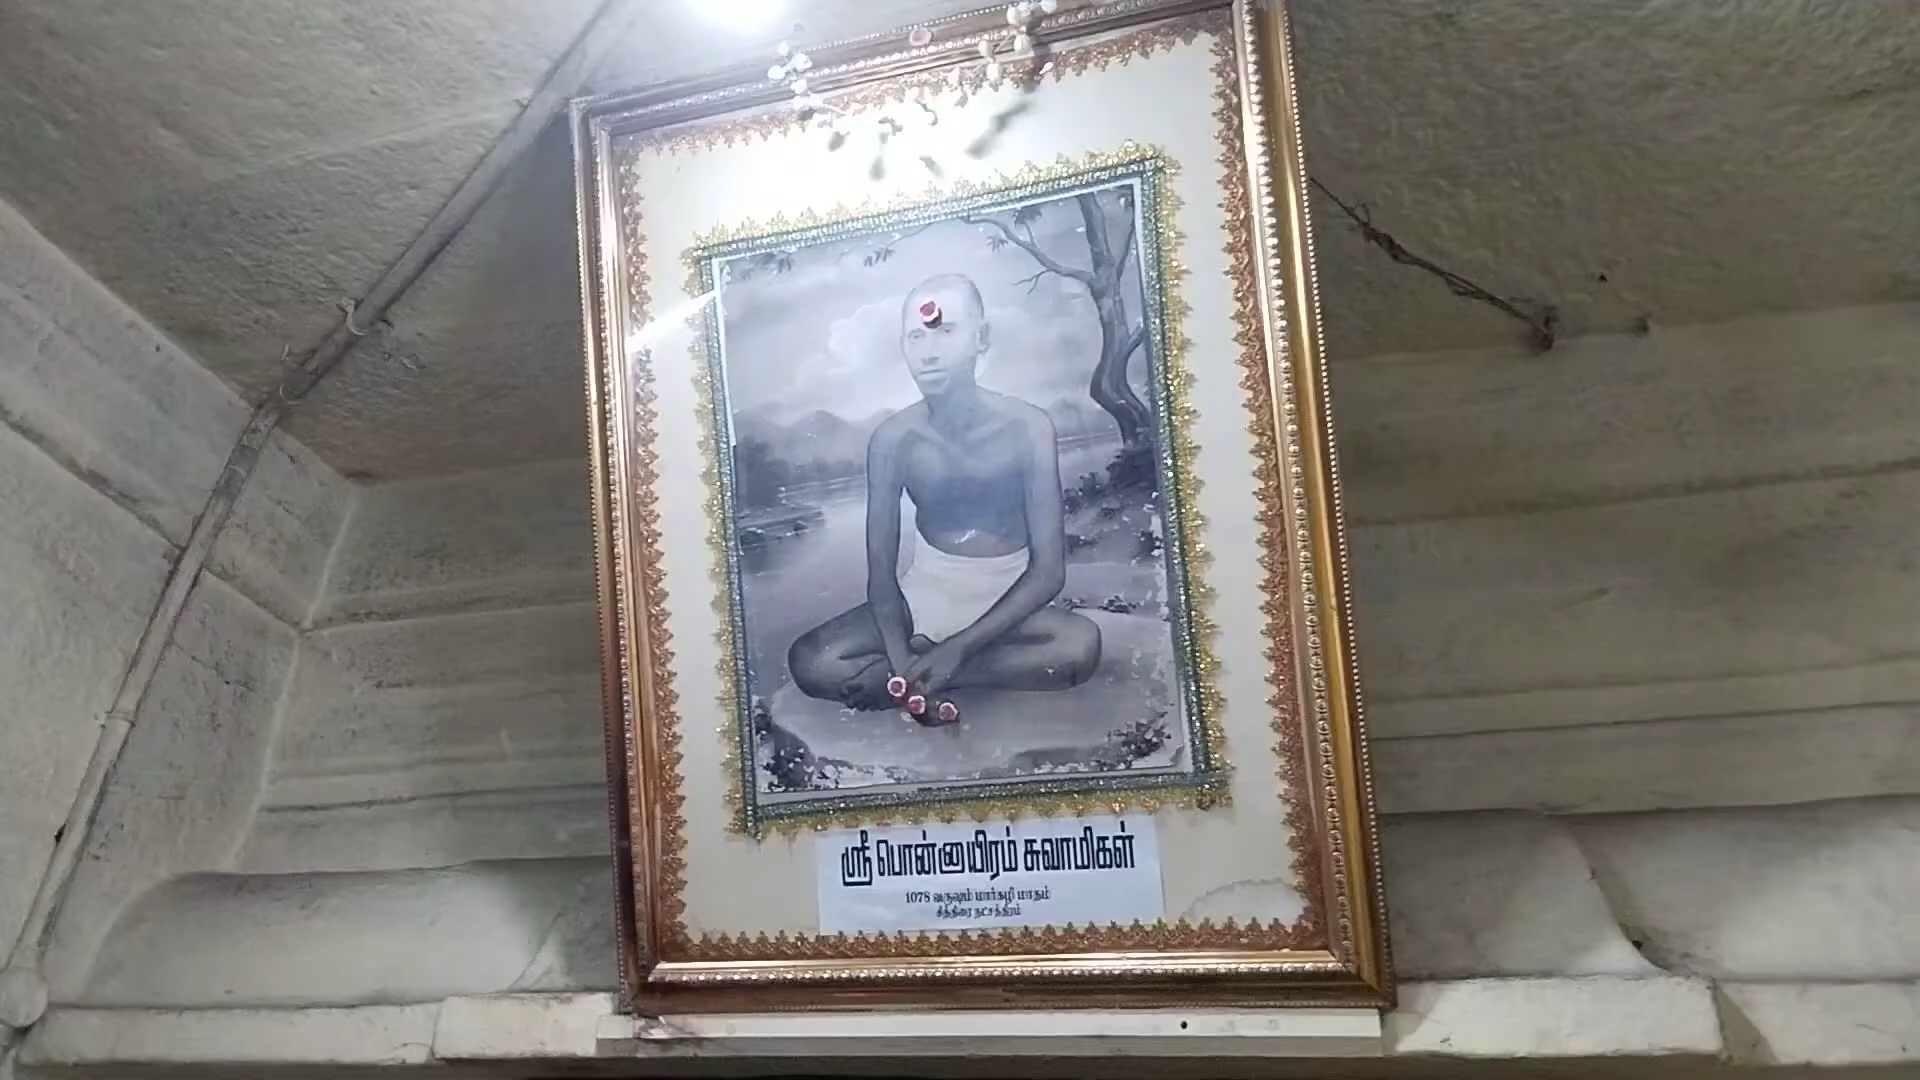 ஸ்ரீ பொன்னாயிரம் சுவாமிகள்
1078 வருஷம் மார்கழி மாதம்
சித்திரை நட்சத்திரம்